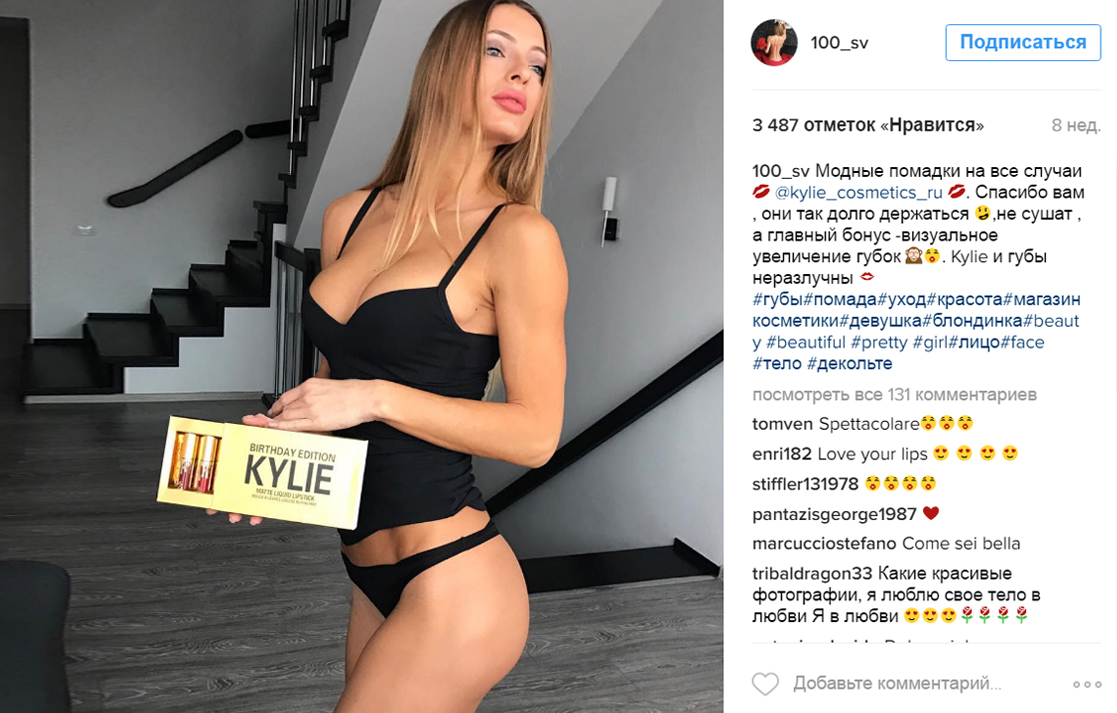 100_sv
Подписаться
3 487 отметок «Нравится»
8 нед.
100_sv Модные помадки на все случаи
💋 @kylie_cosmetics_ru 💋. Спасибо вам
, они так долго держаться 🤪,не сушат ,
а главный бонус -визуальное
увеличение губок🙊😲. Kylie и губы
неразлучны 👄
#губы#помада#уход#красота#магазин
косметики#девушка#блондинка#beaut
y #beautiful #pretty #girl#лицо#face
#тело #декольте
посмотреть все 131 комментариев
tomven Spettacolare😲😲😲
enri182 Love your lips 😍 😍 😍 😍
stiffler131978 😲😲😲😲
pantazisgeorge1987 ❤
marcucciostefano Come sei bella
tribaldragon33 Какие красивые
фотографии, я люблю свое тело в
любви Я в любви 😍😍😍🌹🌹🌹🌹
Добавьте комментарий...
BIRTHDAY EDITION
KYLIE
MATTE LIQUID LIPSTICK